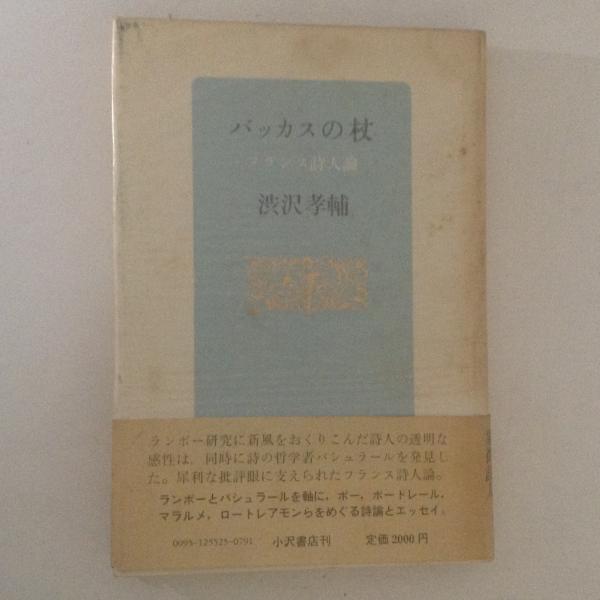 バッカスの杖
フランス詩人論
渋沢孝輔
ランボー研究に新風をおくりこんだ詩人の透明な
感性は、同時に詩の哲学者バシュラールを発見し
た。犀利な批評眼に支えられたフランス詩人論。
ランボーとバシュラールを軸に，ポー，ボードレール，
マラルメ，ロートレアモンらをめぐる詩論とエッセイ。
0095-125525-0791 小沢書店刊 定価2000円